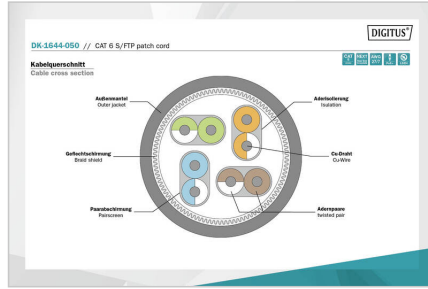 DIGITUS®
DK-1644-050 // CAT 6 S/FTP patch cord
Kabelquerschnitt
Cable cross section
Außenmantel
Outer jacket
Aderisolierung
Isolation
Geflechtschirmung
Braid shield
Cu-Draht
Cu-Wire
Paarabschirmung
Pairscreen
Adernpaare
twisted pair